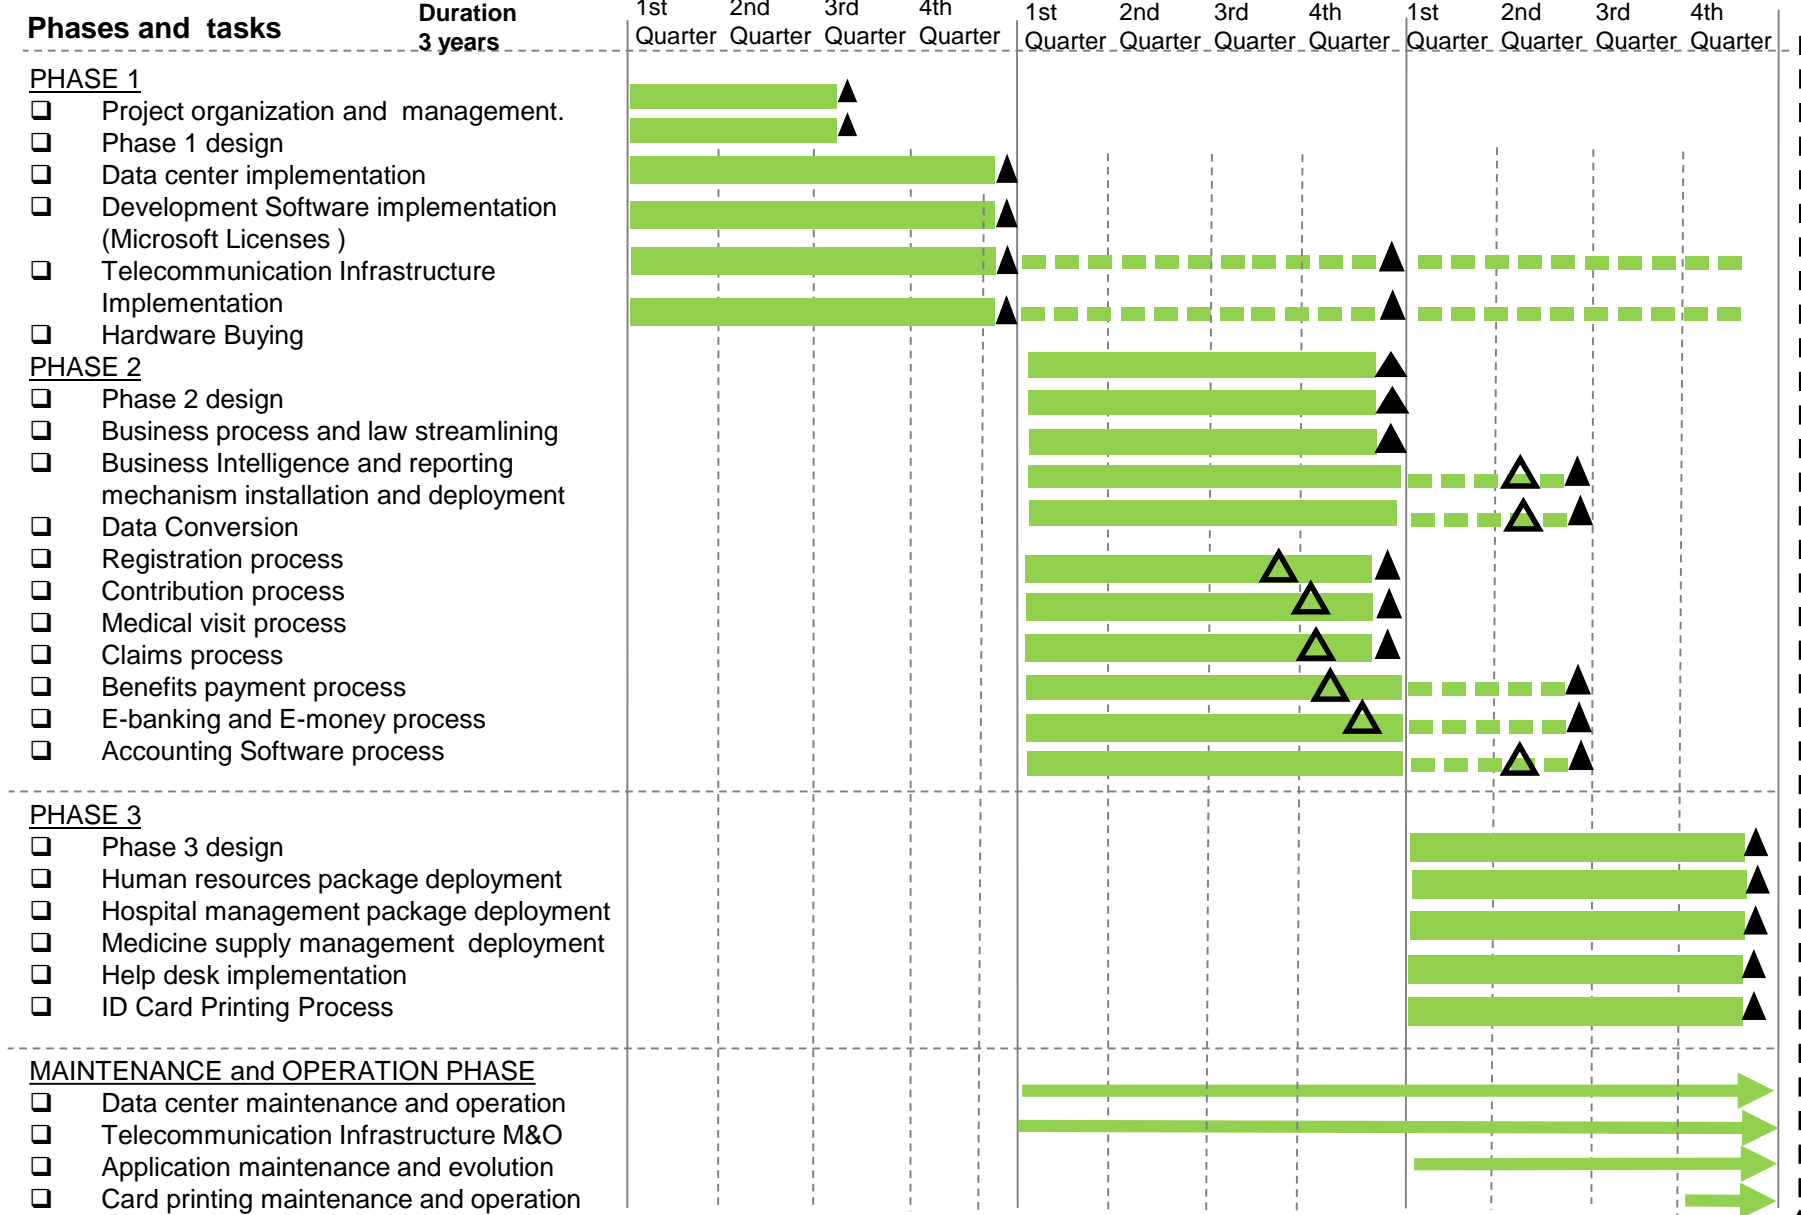 Phases and tasks
Duration
3 years
1st 2nd 3rd 4th 1st 2nd 3rd 4th 1st 2nd 3rd 4th
Quarter Quarter Quarter Quarter Quarter Quarter Quarter Quarter Quarter Quarter Quarter Quarter
PHASE 1
Project organization and management.
Phase 1 design
Data center implementation
Development Software implementation
(Microsoft Licenses )
Telecommunication Infrastructure
Implementation
Hardware Buying
PHASE 2
Phase 2 design
Business process and law streamlining
Business Intelligence and reporting
mechanism installation and deployment
Data Conversion
Registration process
Contribution process
Medical visit process
Claims process
Benefits payment process
E-banking and E-money process
Accounting Software process
PHASE 3
Phase 3 design
Human resources package deployment
Hospital management package deployment
Medicine supply management deployment
Help desk implementation
ID Card Printing Process
MAINTENANCE and OPERATION PHASE
Data center maintenance and operation
Telecommunication Infrastructure M&O
Application maintenance and evolution
Card printing maintenance and operation